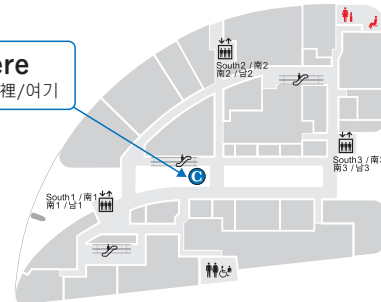 ere
裡/여기
South2 / 南2
南2 / 남2
C
South1 / 南1
南1 / 남1
South3 / 南3
南3 / 남3